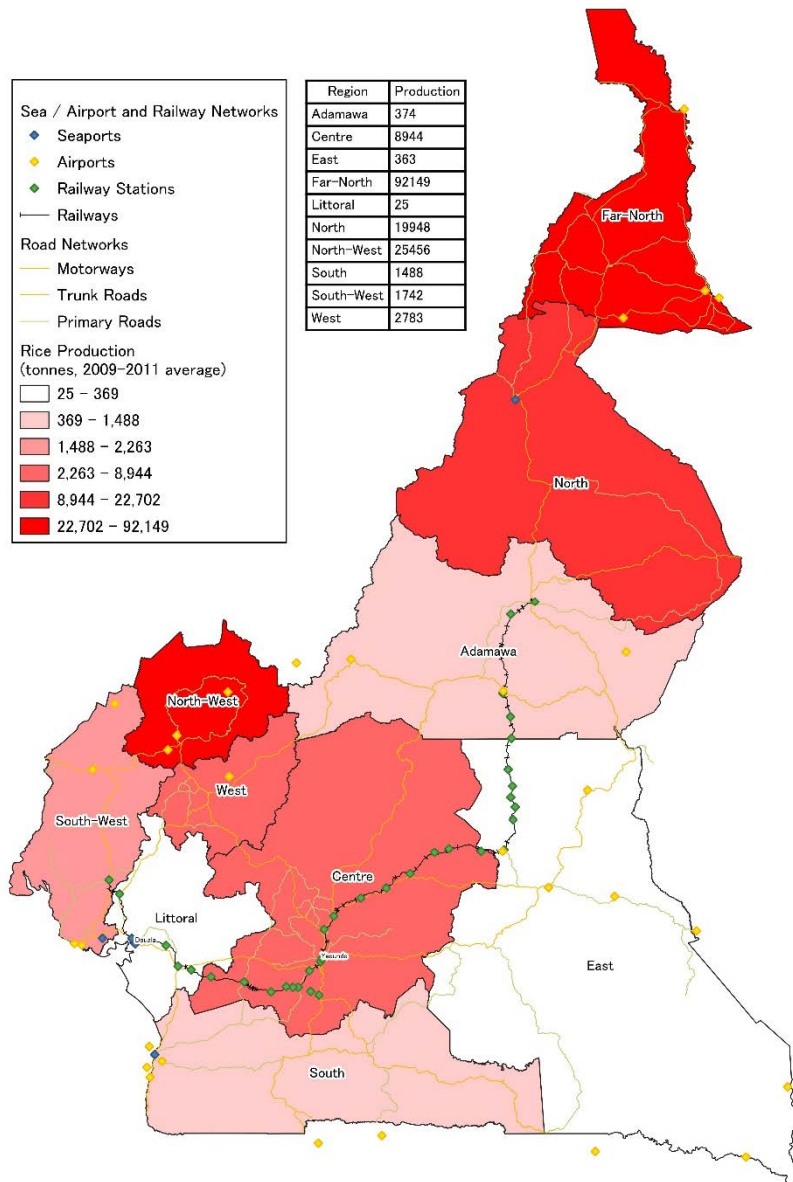 Sea / Airport and Railway Networks
Seaports
Airports
Railway Stations
Railways
Road Networks
Motorways
Trunk Roads
Primary Roads
Rice Production
(tonnes, 2009-2011 average)
25 - 369
369 - 1,488
1,488 - 2,263
2,263 - 8,944
8,944 - 22,702
22,702 - 92,149
Region Production
Adamawa 374
Centre 8944
East 363
Far-North 92149
Littoral 25
North 19948
North-West 25456
South 1488
South-West 1742
West 2783
Far-North
North
Adamawa
North-West
West
South-West
Centre
Littoral
Douala
Yaounde
East
South